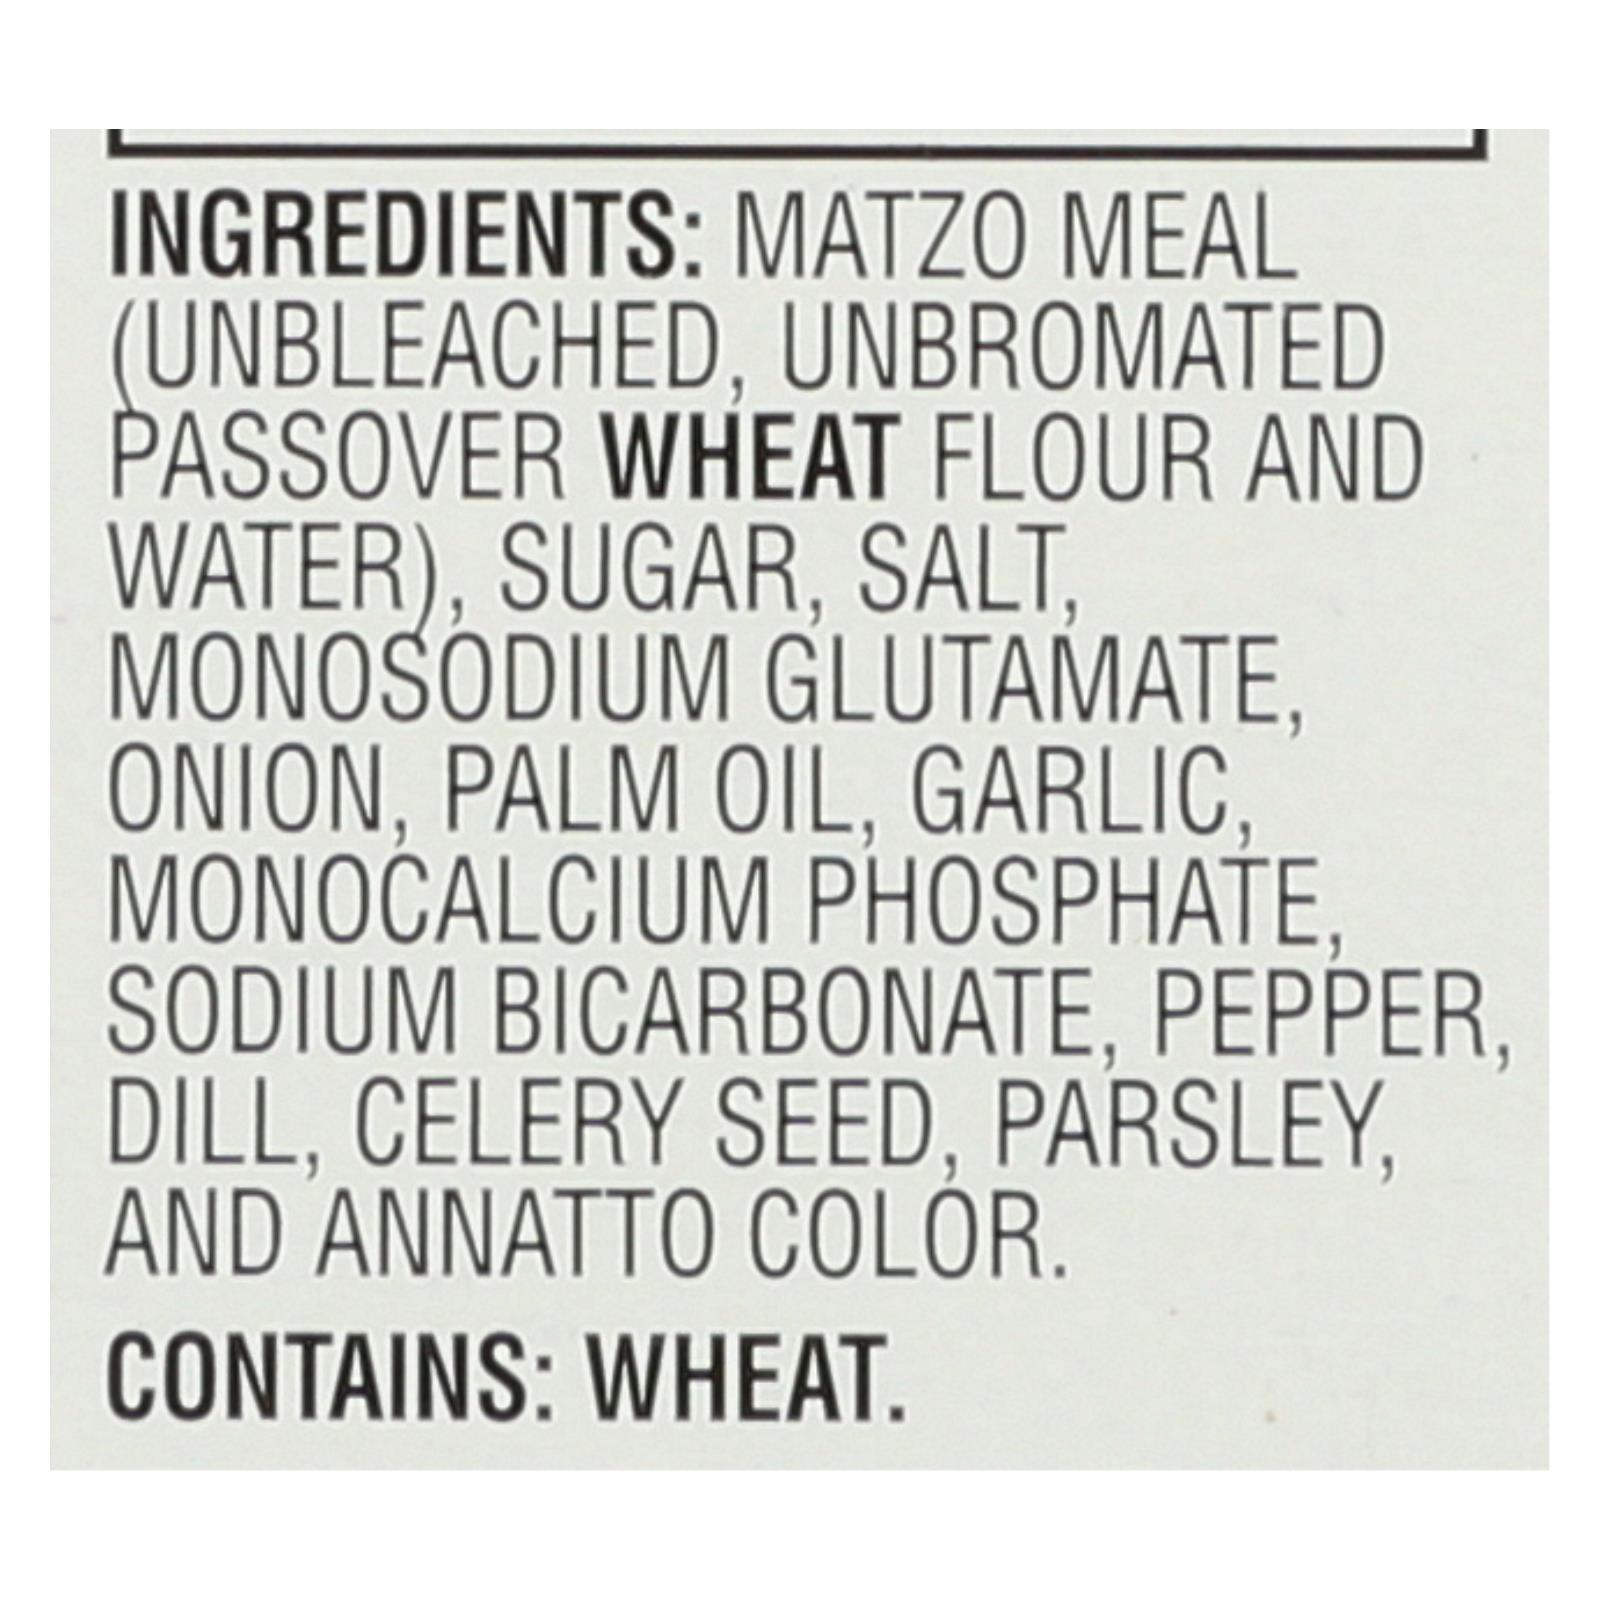 INGREDIENTS: MATZO MEAL
(UNBLEACHED, UNBROMATED
PASSOVER WHEAT FLOUR AND
WATER), SUGAR, SALT,
MONOSODIUM GLUTAMATE,
ONION, PALM OIL, GARLIC,
MONOCALCIUM PHOSPHATE,
SODIUM BICARBONATE, PEPPER,
DILL, CELERY SEED, PARSLEY,
AND ANNATTO COLOR.
CONTAINS: WHEAT.